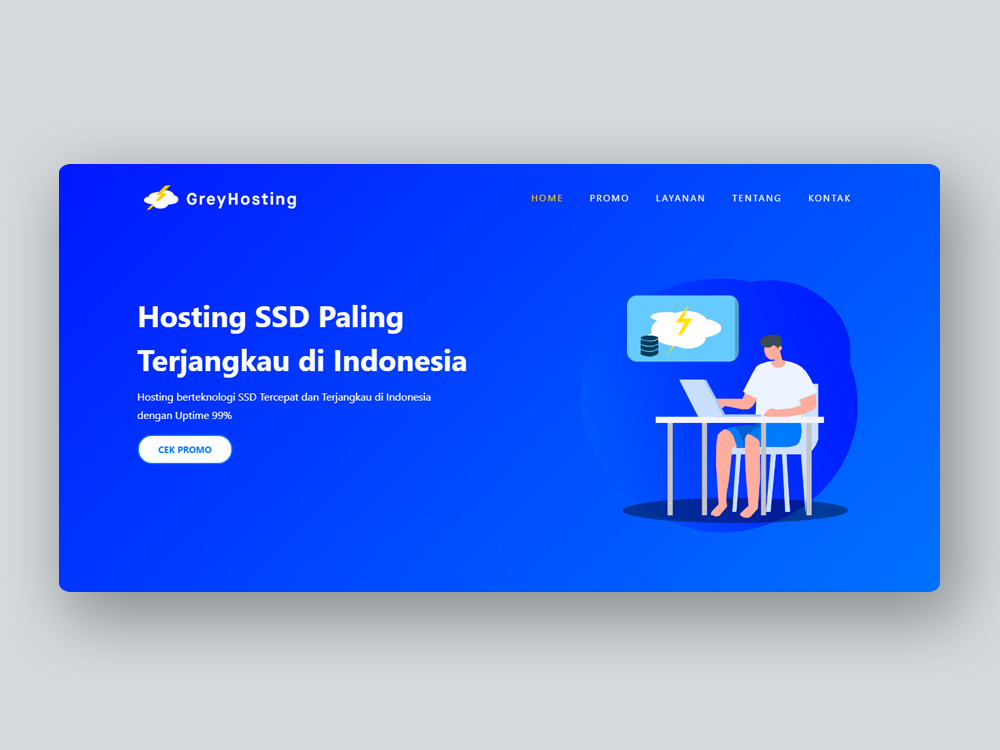 GreyHosting
HOME PROMO LAYANAN TENTANG KONTAK
Hosting SSD Paling
Terjangkau di Indonesia
Hosting berteknologi SSD Tercepat dan Terjangkau di Indonesia
dengan Uptime 99%
CEK PROMO